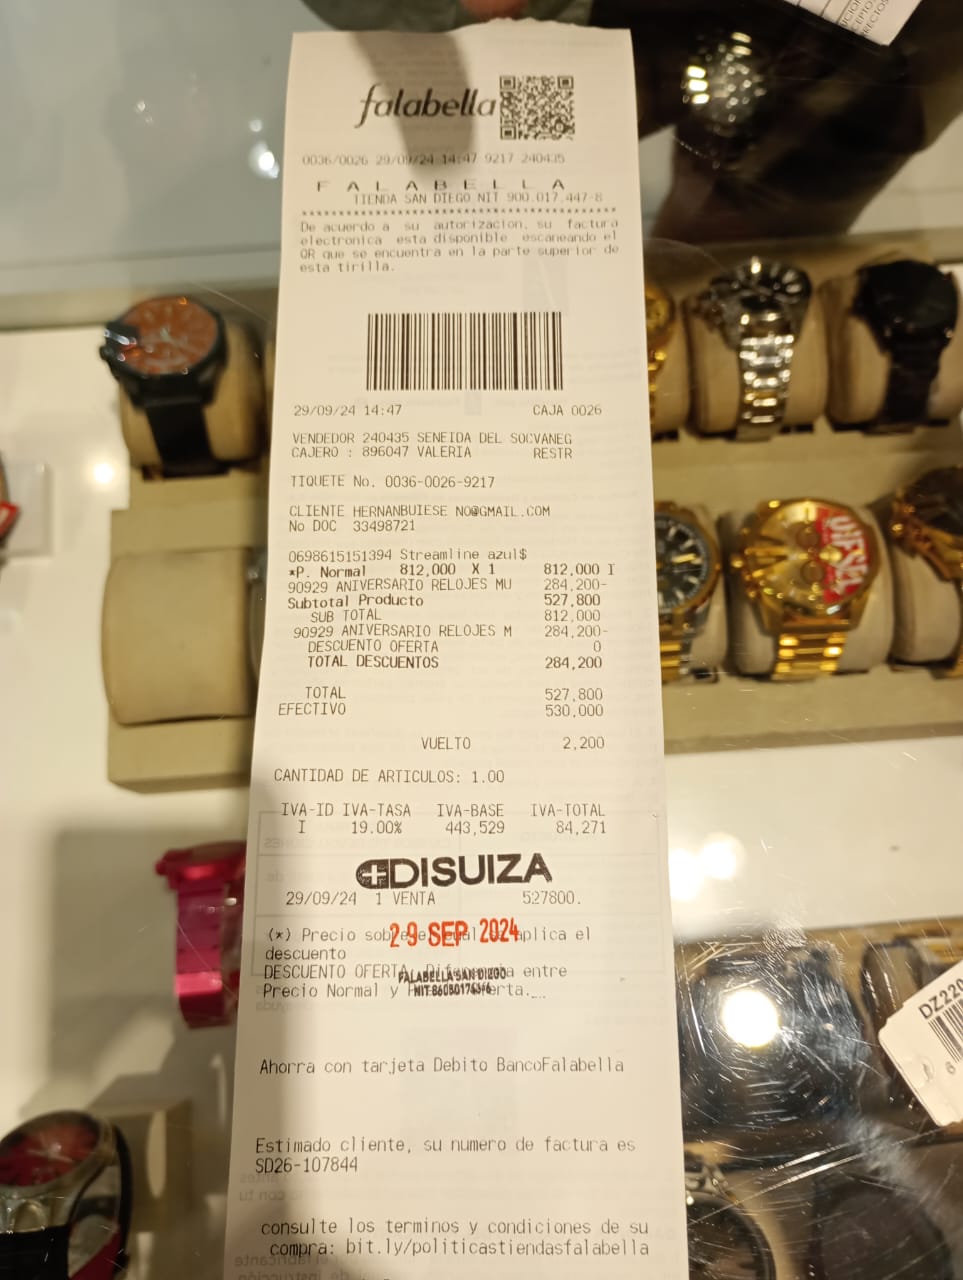 falabella
0036/0026 29/09/24 14:47 9217 240435
F A L A B E L L A
TIENDA SAN DIEGO NIT 900.017.447-8
De acuerdo a su autorizacion, su factura
electronica esta disponible escaneando el
QR que se encuentra en la parte superior de
esta tirilla.
29/09/24 14:47 CAJA 0026
VENDEDOR 240435 SENEIDA DEL SOCVANEG
CAJERO : 896047 VALERIA RESTR
TIQUETE No. 0036-0026-9217
CLIENTE HERNANBUIESE NO@GMAIL.COM
No DOC 33498721
0698615151394 Streamline azul$
*P. Normal 812,000 X 1 812,000 I
90929 ANIVERSARIO RELOJES MU 284,200-
Subtotal Producto 527,800
SUB TOTAL 812,000
90929 ANIVERSARIO RELOJES M 284,200-
DESCUENTO OFERTA 0
TOTAL DESCUENTOS 284,200
TOTAL 527,800
EFECTIVO 530,000
VUELTO 2,200
CANTIDAD DE ARTICULOS: 1.00
IVA-ID IVA-TASA IVA-BASE IVA-TOTAL
I 19.00% 443,529 84,271
DISUIZA
29/09/24 1 VENTA 527800.
29 SEP 2024
(*) Precio aplica el
descuento
DESCUENTO OFERTA entre
Precio Normal y
FALABELLA SAN DIEGO
Ahorra con tarjeta Debito BancoFalabella
Estimado cliente, su numero de factura es
SD26-107844
consulte los terminos y condiciones de su
compra: bit.ly/politicastiendasfalabella
DIESEL
DZ220